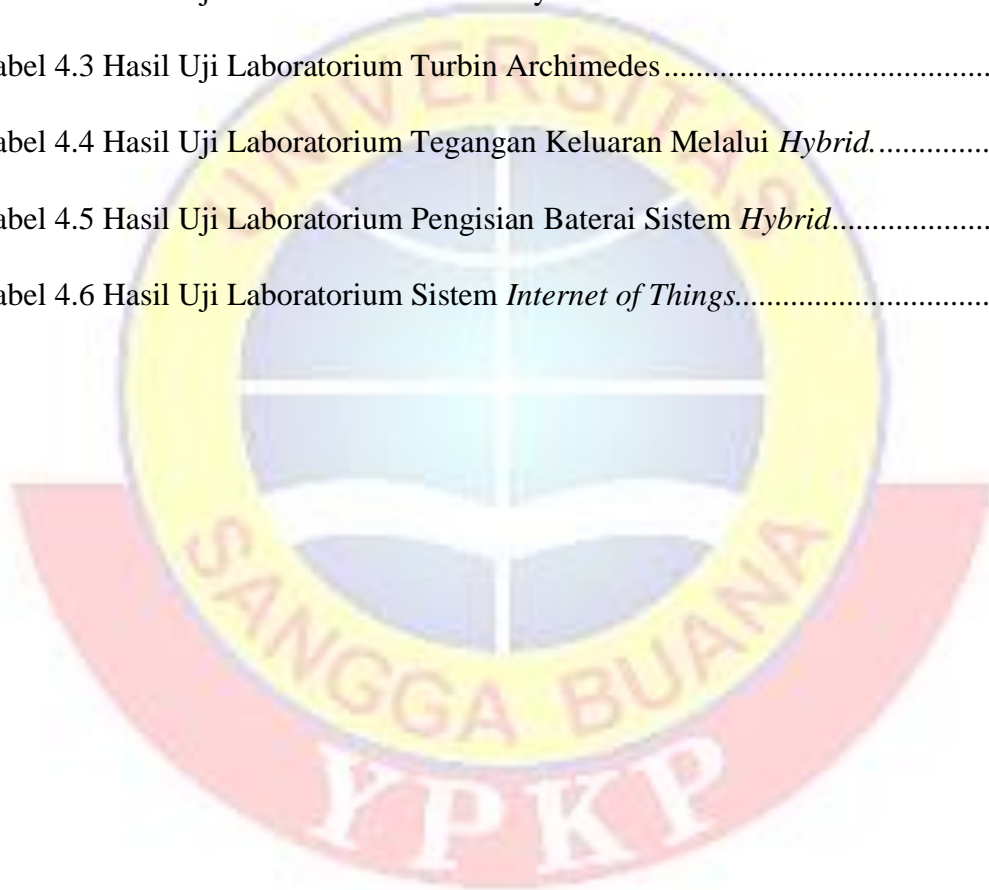 abel 4.3 Hasil Uji Laboratorium Turbin Archimedes.........................................
abel 4.4 Hasil Uji Laboratorium Tegangan Keluaran Melalui Hybrid...............
abel 4.5 Hasil Uji Laboratorium Pengisian Baterai Sistem Hybrid....................
abel 4.6 Hasil Uji Laboratorium Sistem Internet of Things................................
UNIVERSITAS
SANGGA BUANA
YPKP